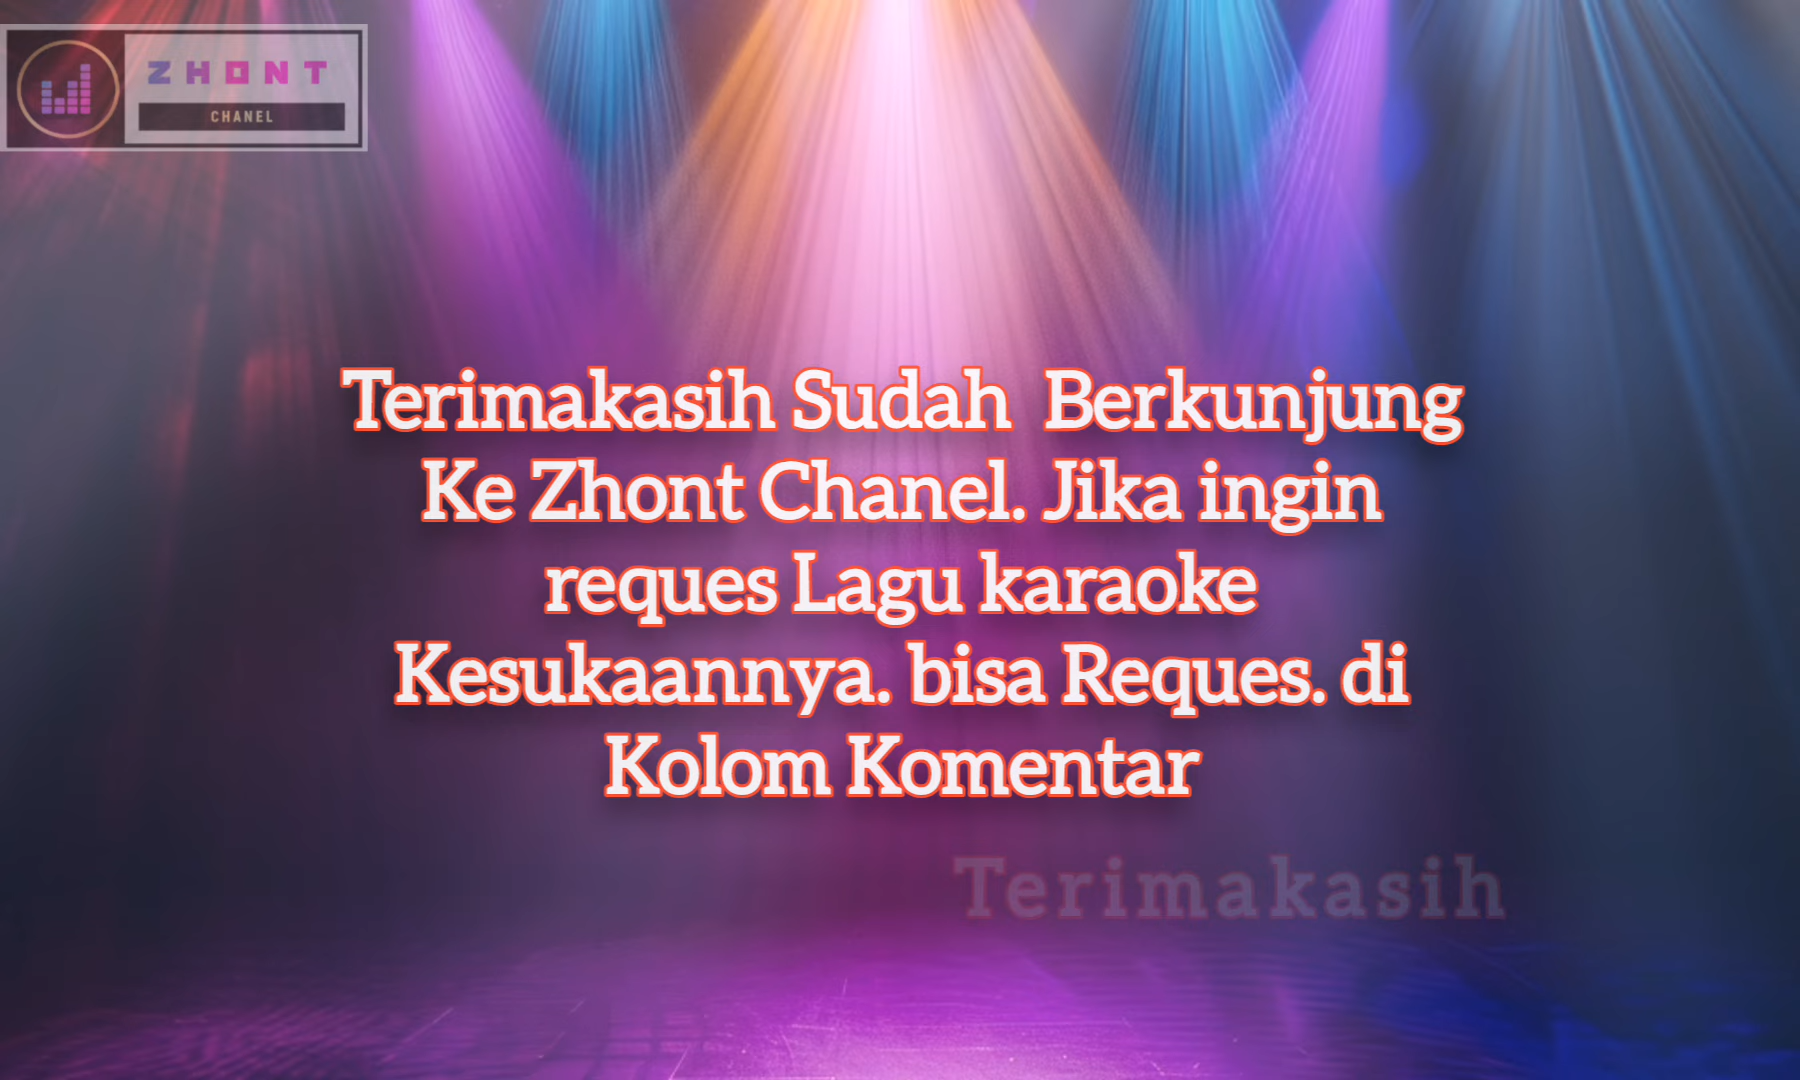 ZHONT
CHANEL
Terimakasih Sudah Berkunjung
Ke Zhont Chanel. Jika ingin
reques Lagu karaoke
Kesukaannya. bisa Reques. di
Kolom Komentar
Terimakasih